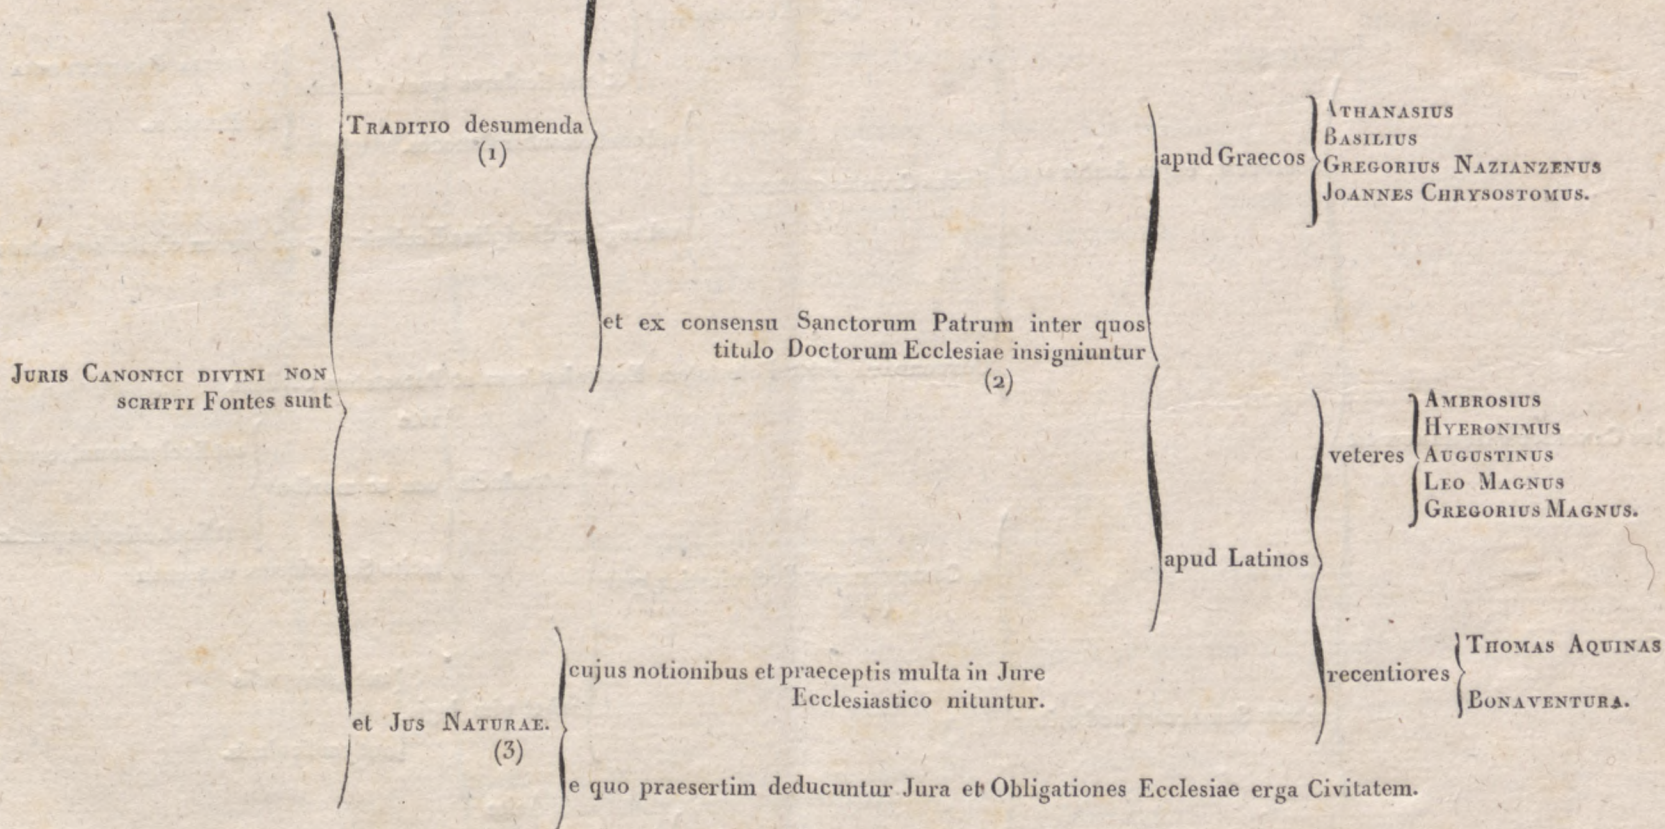 JURIS CANONICI DIVINI NON
SCRIPTI Fontes sunt
TRADITIO desumenda
(1)
et ex consensu Sanctorum Patrum inter quos
titulo Doctorum Ecclesiae insigniuntur
(2)
apud Graecos
ATHANASIUS
BASILIUS
GREGORIUS NAZIANZENUS
JOANNES CHRYSOSTOMUS.
apud Latinos
veteres
AMBROSIUS
HYERONIMUS
AUGUSTINUS
LEO MAGNUS
GREGORIUS MAGNUS.
recentiores
THOMAS AQUINAS
BONAVENTURA.
et JUS NATURAE.
(3)
cujus notionibus et praeceptis multa in Jure
Ecclesiastico nituntur.
e quo praesertim deducuntur Jura et Obligationes Ecclesiae erga Civitatem.